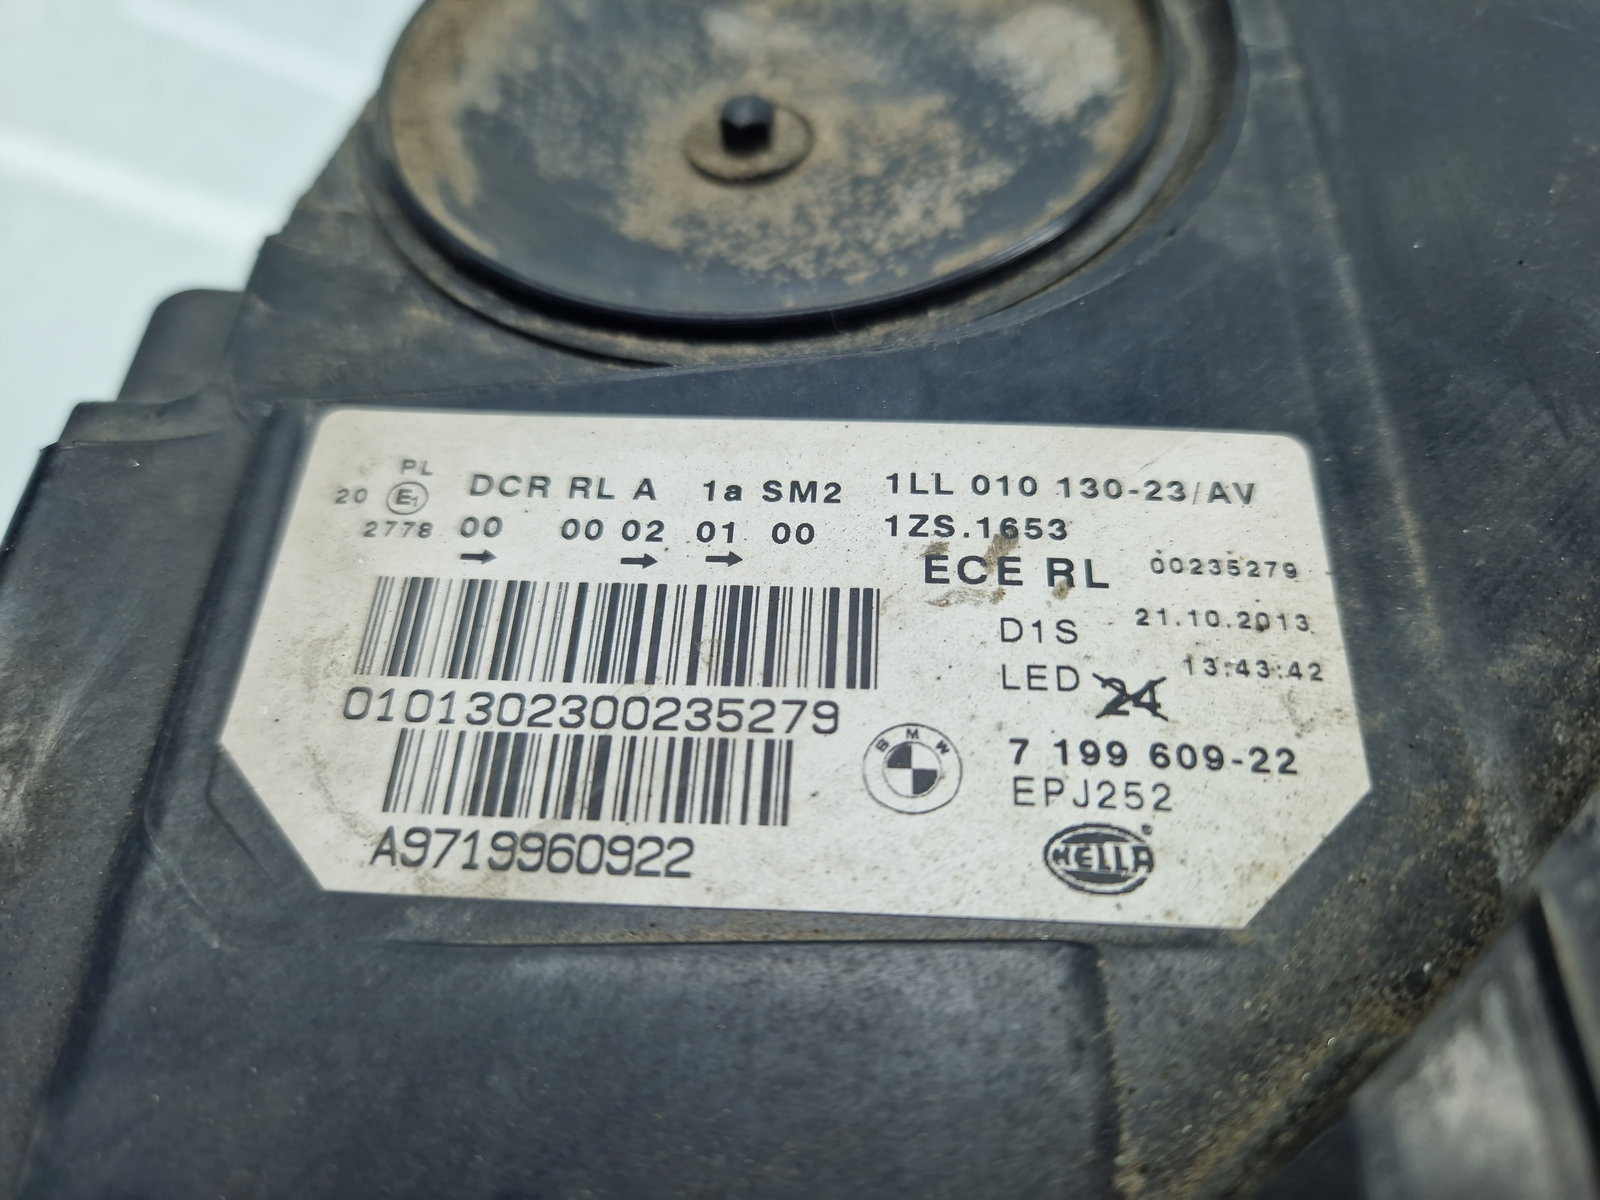 PL
20 E1 DCR RL A 1a SM2 1LL 010 130-23/AV
2778 00 00 02 01 00 1ZS.1653
→ → →
ECE RL 00235279
D1S 21.10.2013
LED 24 13:43:42
0101302300235279
BMW 7 199 609-22
EPJ252
A9719960922
HELLA®